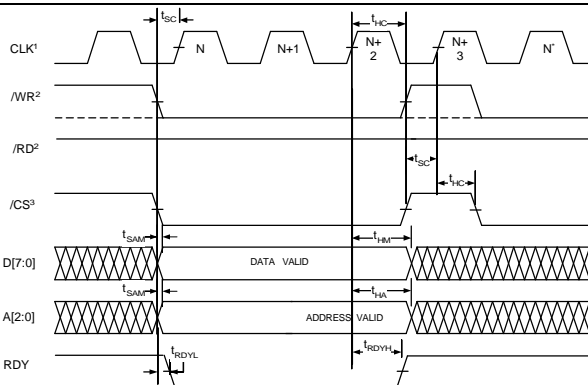 tSC tHC
CLK¹ N N+1 N+ 2 N+ 3 N*
/WR²
/RD²
tSC
tHC
/CS³
tSAM tHM
D[7:0] DATA VALID
tSAM tHA
A[2:0] ADDRESS VALID
RDY tRDYL tRDYH